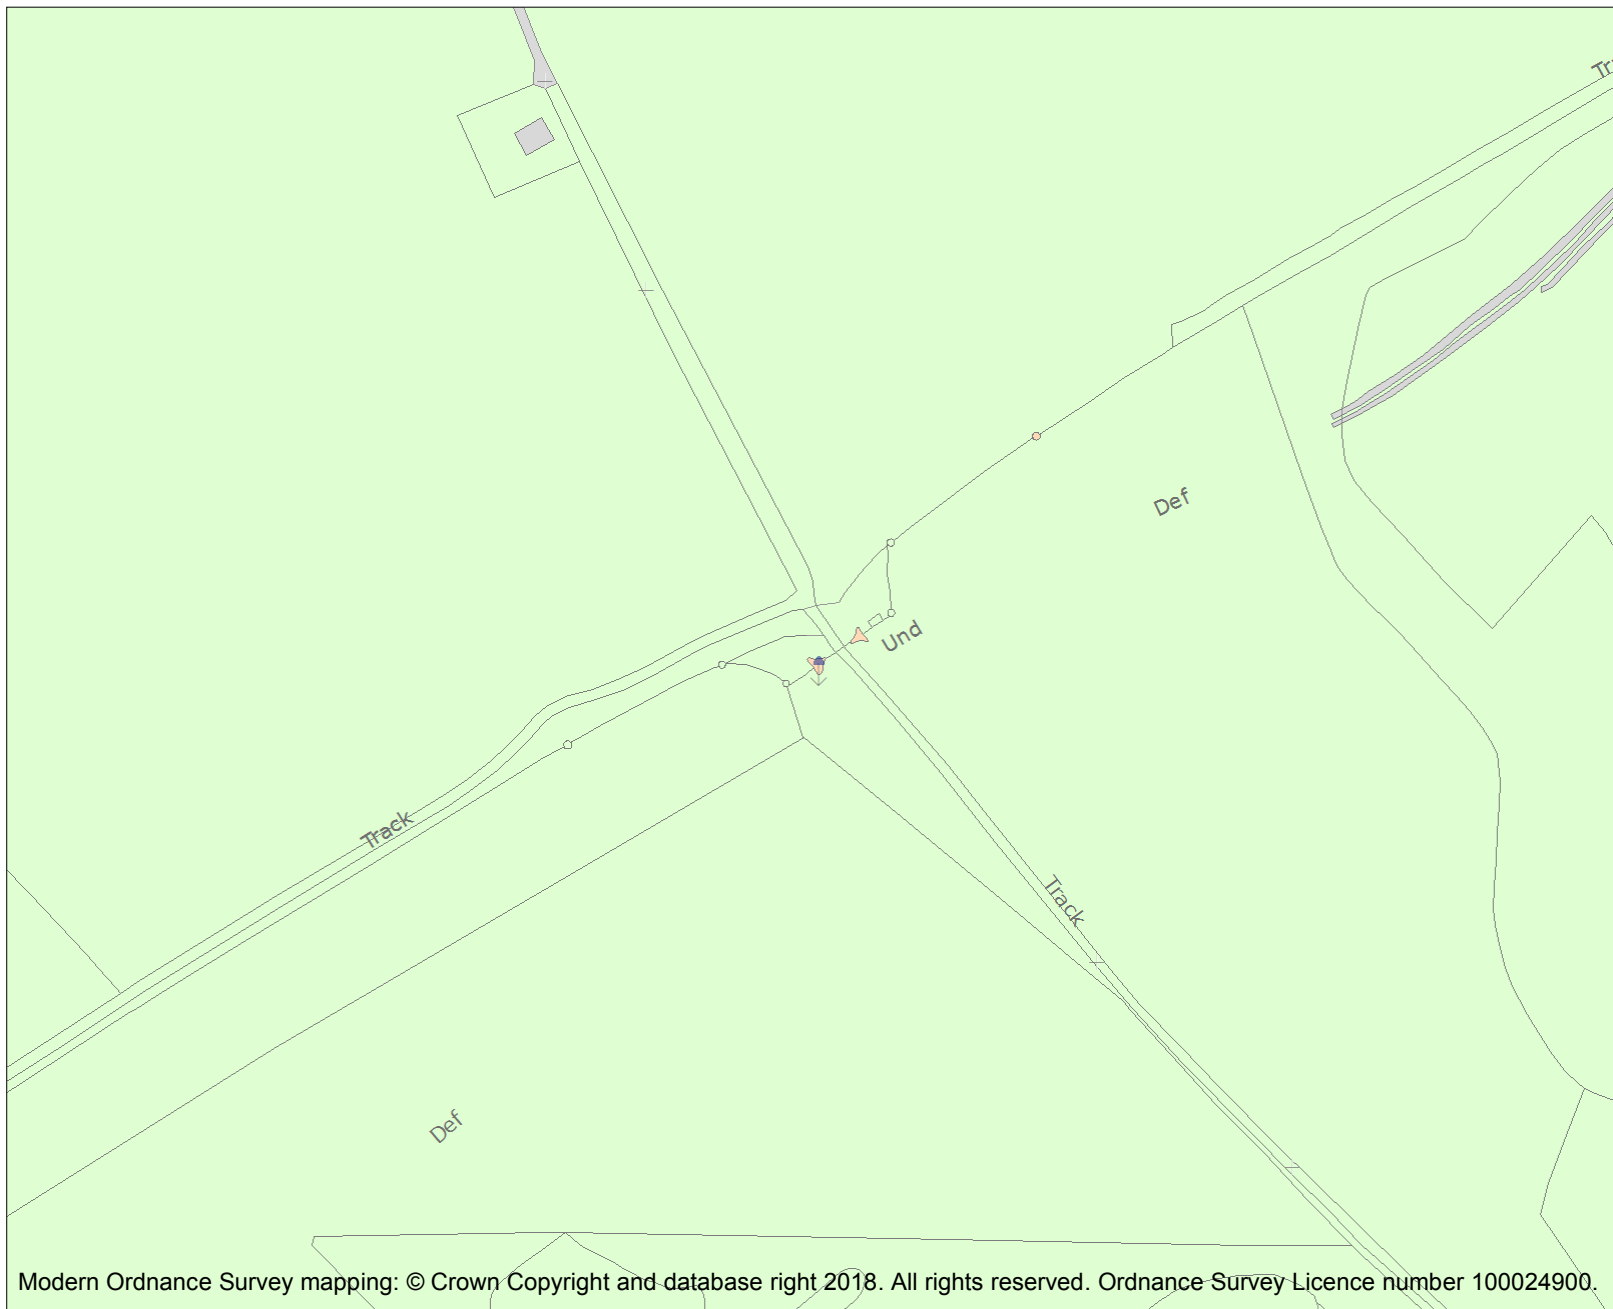 Tr
Def
Und
Track
Track
Def
Modern Ordnance Survey mapping: © Crown Copyright and database right 2018. All rights reserved. Ordnance Survey Licence number 100024900.